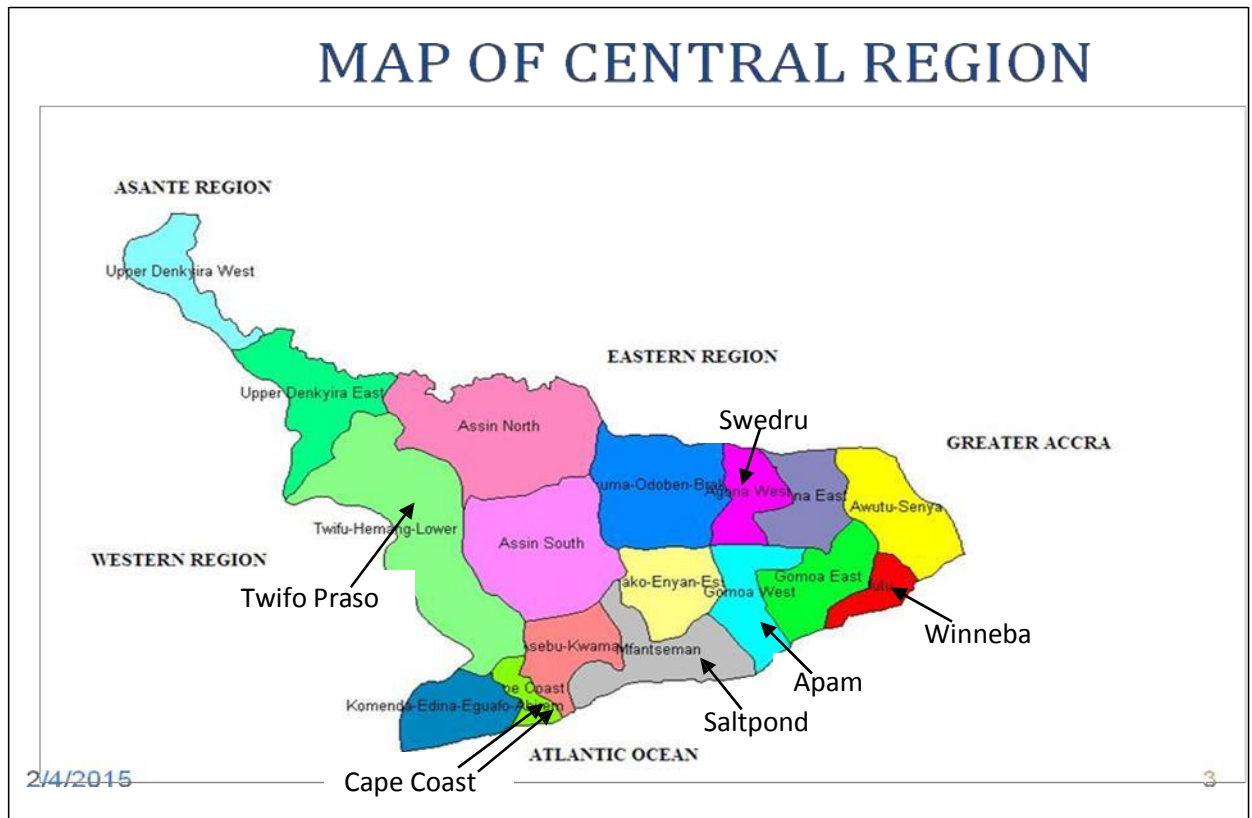 MAP OF CENTRAL REGION
ASANTE REGION
Upper Denkyira West
EASTERN REGION
Upper Denkyira East
Swedru
Assin North
GREATER ACCRA
Agona West
Awutu-Senya
Twifu-Hemang-Lower
Assin South
WESTERN REGION
Gomoa East
Gomoa West
Twifo Praso
Winneba
Mfantseman
Apam
Komenda-Edina-Eguafo-Abirem
Saltpond
ATLANTIC OCEAN
Cape Coast
2/4/2015
3